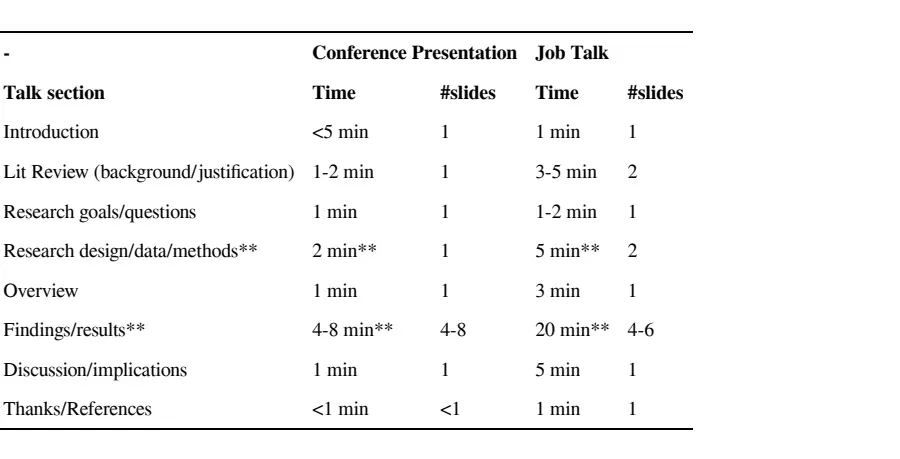 - Conference Presentation Job Talk
Talk section Time #slides Time #slides
Introduction <5 min 1 1 min 1
Lit Review (background/justification) 1-2 min 1 3-5 min 2
Research goals/questions 1 min 1 1-2 min 1
Research design/data/methods** 2 min** 1 5 min** 2
Overview 1 min 1 3 min 1
Findings/results** 4-8 min** 4-8 20 min** 4-6
Discussion/implications 1 min 1 5 min 1
Thanks/References <1 min <1 1 min 1